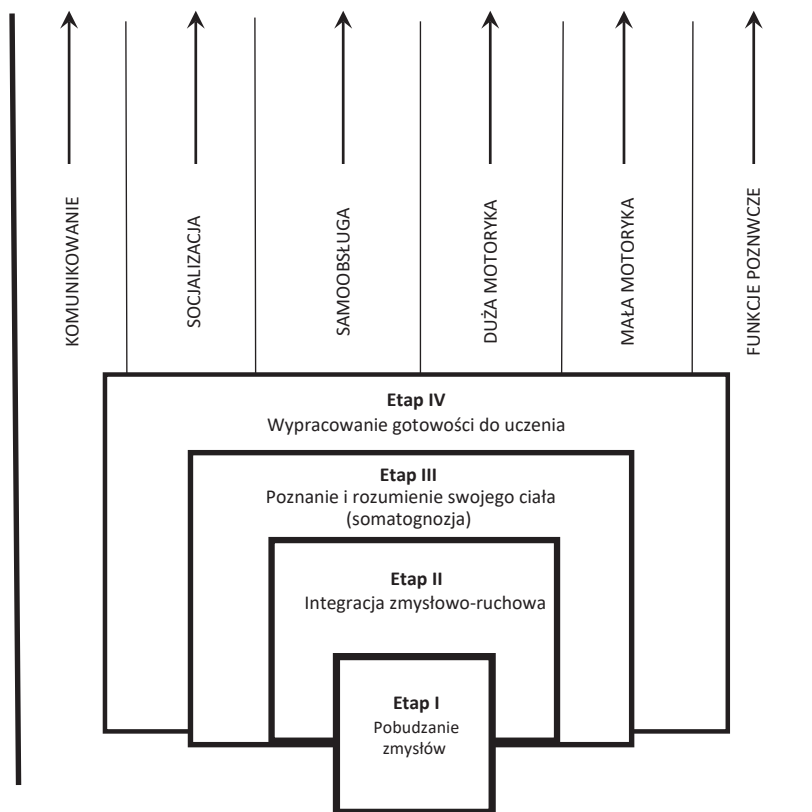 KOMUNIKOWANIE
SOCJALIZACJA
SAMOOBSŁUGA
DUŻA MOTORYKA
MAŁA MOTORYKA
FUNKCJE POZNWCZE
Etap IV
Wypracowanie gotowości do uczenia
Etap III
Poznanie i rozumienie swojego ciała
(somatognozja)
Etap II
Integracja zmysłowo-ruchowa
Etap I
Pobudzanie
zmysłów